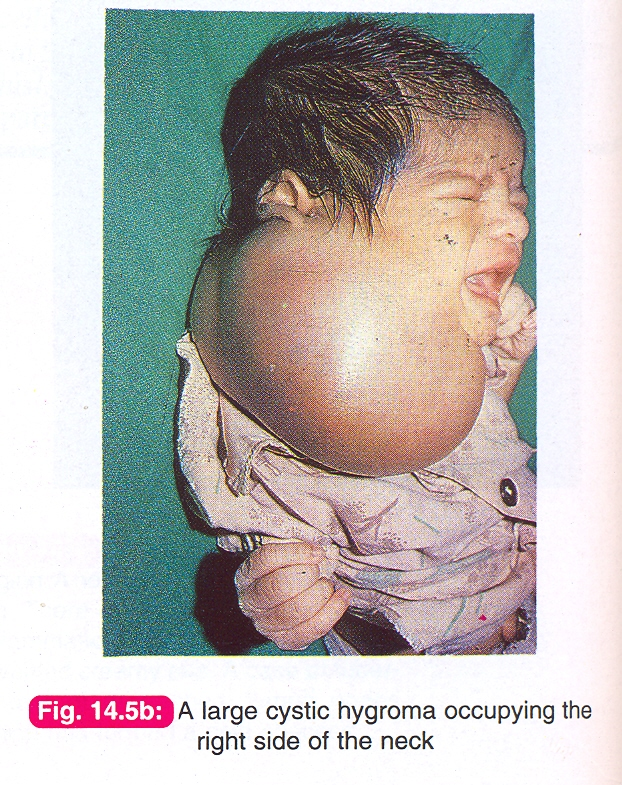 Fig. 14.5b: A large cystic hygroma occupying the
right side of the neck